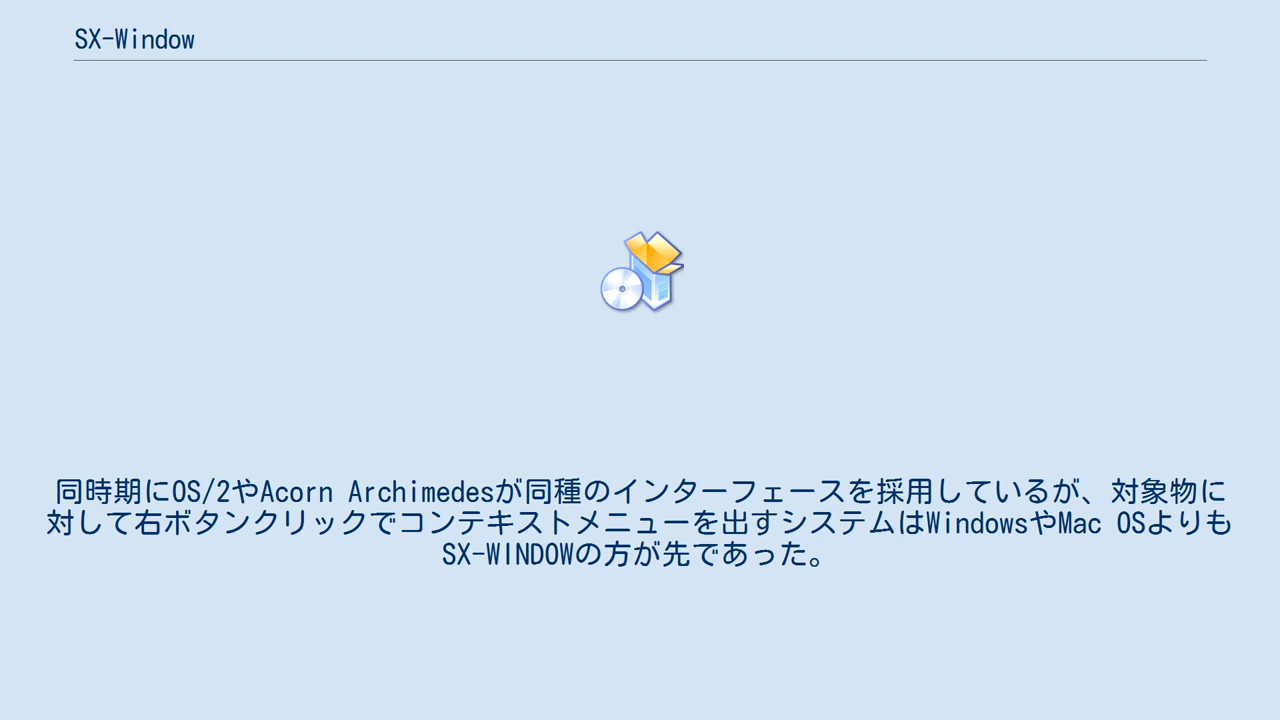 SX-Window
同時期にOS/2やAcorn Archimedesが同種のインターフェースを採用しているが、対象物に
対して右ボタンクリックでコンテキストメニューを出すシステムはWindowsやMac OSよりも
SX-WINDOWの方が先であった。